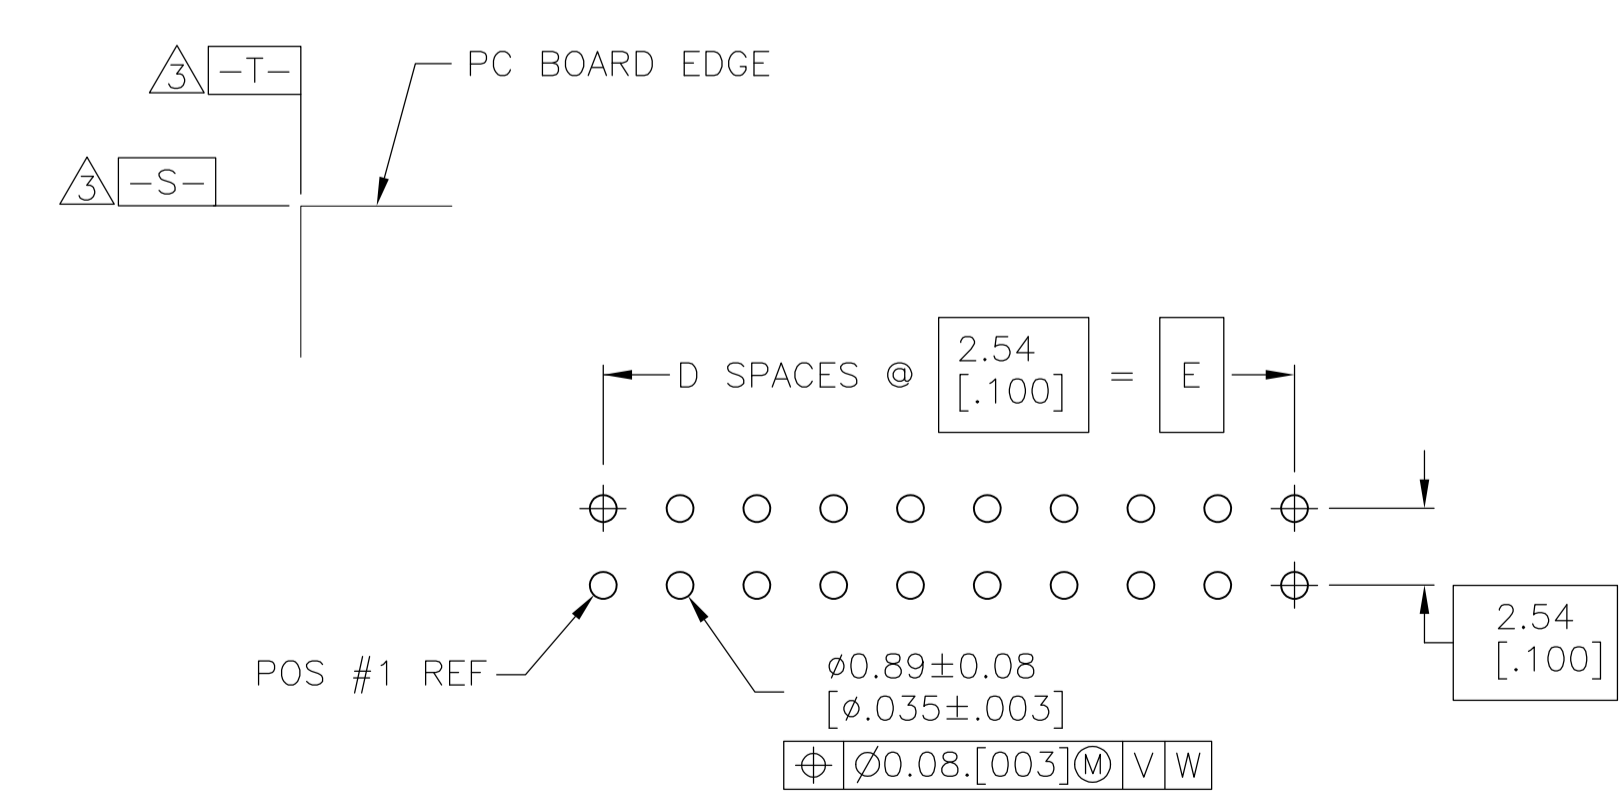 3 -T-
PC BOARD EDGE
3 -S-
D SPACES @ 2.54 [.100] = E
POS #1 REF
2.54
[.100]
ø0.89±0.08
[ø.035±.003]
⌖ Ø0.08.[003]Ⓜ V W